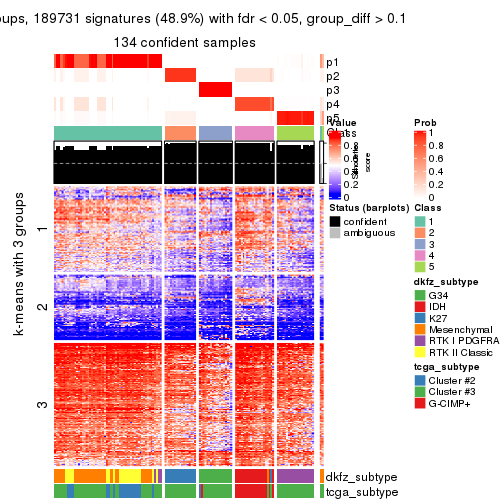 oups, 189731 signatures (48.9%) with fdr < 0.05, group_diff > 0.1
134 confident samples
p1
p2
p3
p4
p5
Class
Silhouette
score
k-means with 3 groups
1
2
3
dkfz_subtype
tcga_subtype
Value
0.8
0.6
0.4
0.2
0
Prob
1
0.8
0.6
0.4
0.2
0
Status (barplots)
confident
ambiguous
Class
1
2
3
4
5
dkfz_subtype
G34
IDH
K27
Mesenchymal
RTK I PDGFRA
RTK II Classic
tcga_subtype
Cluster #2
Cluster #3
G-CIMP+